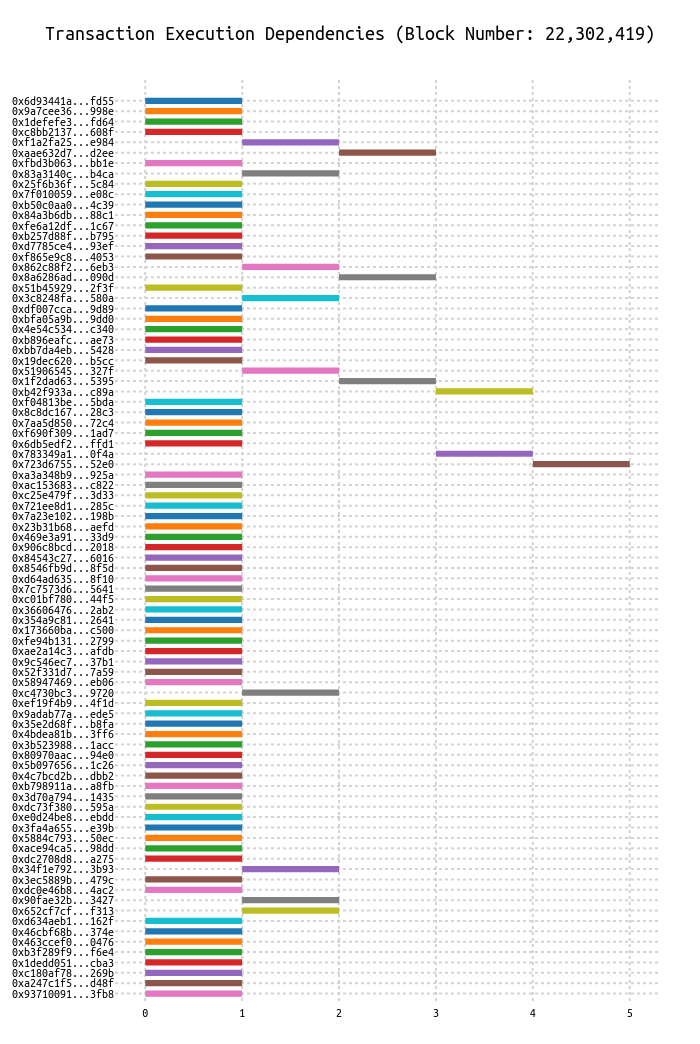 Transaction Execution Dependencies (Block Number: 22,302,419)
0x6d93441a...fd55
0x9a7cee36...998e
0x1defefe3...fd64
0xc8bb2137...608f
0xf1a2fa25...e984
0xaae632d7...d2ee
0xfbd3b063...bb1e
0x83a3140c...b4ca
0x25f6b36f...5c84
0x7f010059...e08c
0xb50c0aa0...4c39
0x84a3b6db...88c1
0xfe6a12df...1c67
0xb257d88f...b795
0xd7785ce4...93ef
0xf865e9c8...4053
0x862c88f2...6eb3
0x8a6286ad...090d
0x51b45929...2f3f
0x3c8248fa...580a
0xdf007cca...9d89
0xbfa05a9b...9dd0
0x4e54c534...c340
0xb896eafc...ae73
0xbb7da4eb...5428
0x19dec620...b5cc
0x51906545...327f
0x1f2dad63...5395
0xb42f933a...c89a
0xf04813be...5bda
0x8c8dc167...28c3
0x7aa5d850...72c4
0xf690f309...1ad7
0x6db5edf2...ffd1
0x783349a1...0f4a
0x723d6755...52e0
0xa3a348b9...925a
0xac153683...c822
0xc25e479f...3d33
0x721ee8d1...285c
0x7a23e102...198b
0x23b31b68...aefd
0x469e3a91...33d9
0x906c8bcd...2018
0x84543c27...6016
0x8546fb9d...8f5d
0xd64ad635...8f10
0x7c7573d6...5641
0xc01bf780...44f5
0x36606476...2ab2
0x354a9c81...2641
0x173660ba...c500
0xfe94b131...2799
0xae2a14c3...afdb
0x9c546ec7...37b1
0x52f331d7...7a59
0x58947469...eb06
0xc4730bc3...9720
0xef19f4b9...4f1d
0x9adab77a...ede5
0x35e2d68f...b8fa
0x4bdea81b...3ff6
0x3b523988...1acc
0x80970aac...94e0
0x5b097656...1c26
0x4c7bcd2b...dbb2
0xb798911a...a8fb
0x3d70a794...1435
0xdc73f380...595a
0xe0d24be8...ebdd
0x3fa4a655...e39b
0x5884c793...50ec
0xace94ca5...98dd
0xdc2708d8...a275
0x34f1e792...3b93
0x3ec5889b...479c
0xdc0e46b8...4ac2
0x90fae32b...3427
0x652cf7cf...f313
0xd634aeb1...162f
0x46cbf68b...374e
0x463ccef0...0476
0xb3f289f9...f6e4
0x1dedd051...cba3
0xc180af78...269b
0xa247c1f5...d48f
0x93710091...3fb8
0 1 2 3 4 5